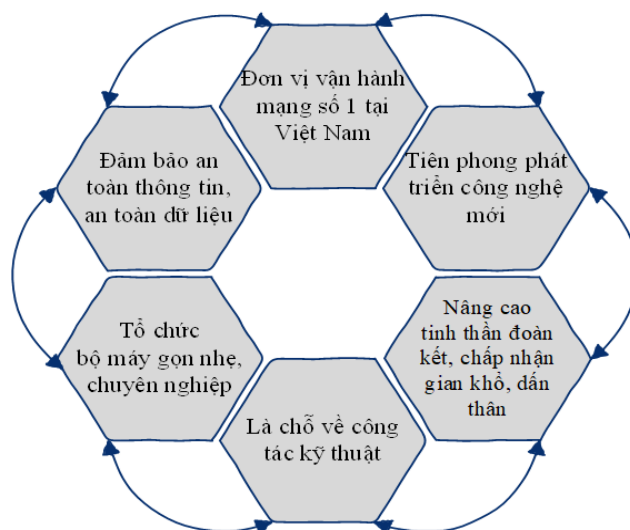 Đơn vị vận hành
mạng số 1 tại
Việt Nam
Tiên phong phát
triển công nghệ
mới
Nâng cao
tinh thần đoàn
kết, chấp nhận
gian khổ, dấn
thân
Là chỗ về công
tác kỹ thuật
Tổ chức
bộ máy gọn nhẹ,
chuyên nghiệp
Đảm bảo an
toàn thông tin,
an toàn dữ liệu